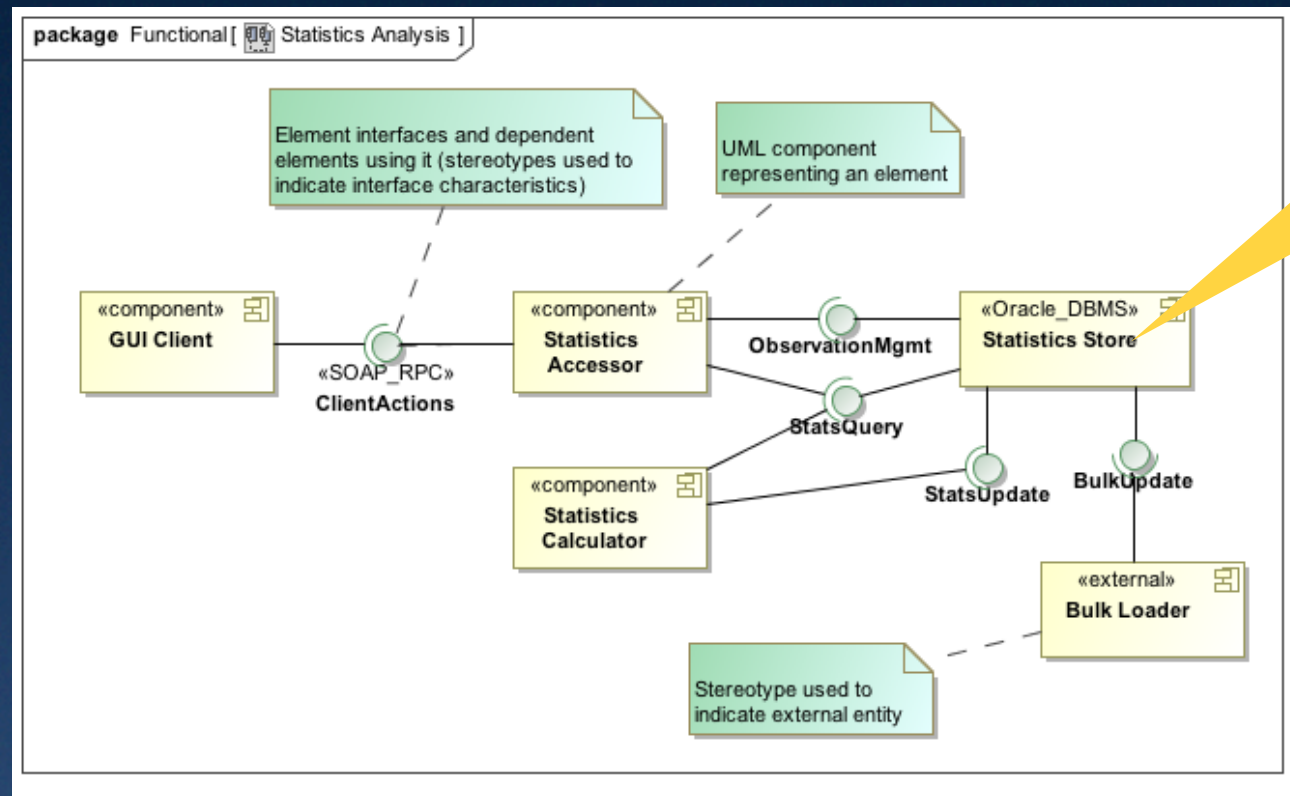 package Functional[ Statistics Analysis ]
Element interfaces and dependent
elements using it (stereotypes used to
indicate interface characteristics)
UML component
representing an element
«component»
GUI Client
«SOAP_RPC»
ClientActions
«component»
Statistics
Accessor
ObservationMgmt
«Oracle_DBMS»
Statistics Store
StatsQuery
«component»
Statistics
Calculator
StatsUpdate
BulkUpdate
«external»
Bulk Loader
Stereotype used to
indicate external entity